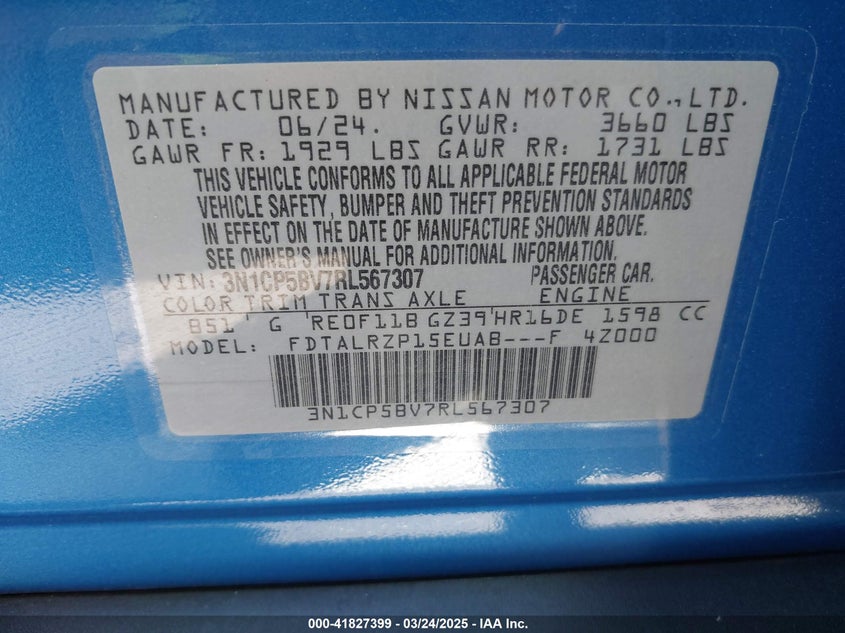 MANUFACTURED BY NISSAN MOTOR CO., LTD.
DATE: 06/24. GVWR: 3660 LBS
GAWR FR: 1929 LBS GAWR RR: 1731 LBS
THIS VEHICLE CONFORMS TO ALL APPLICABLE FEDERAL MOTOR
VEHICLE SAFETY, BUMPER AND THEFT PREVENTION STANDARDS
IN EFFECT ON THE DATE OF MANUFACTURE SHOWN ABOVE.
SEE OWNER'S MANUAL FOR ADDITIONAL INFORMATION.
VIN: 3N1CP5BV7RL567307 PASSENGER CAR.
COLOR TRIM TRANS AXLE ENGINE
B51' G 'RE0F11B GZ39'HR16DE 1598 CC
MODEL: FDTALRZP15EUAB---F 4Z000
3N1CP5BV7RL567307
000-41827399 - 03/24/2025 - IAA Inc.